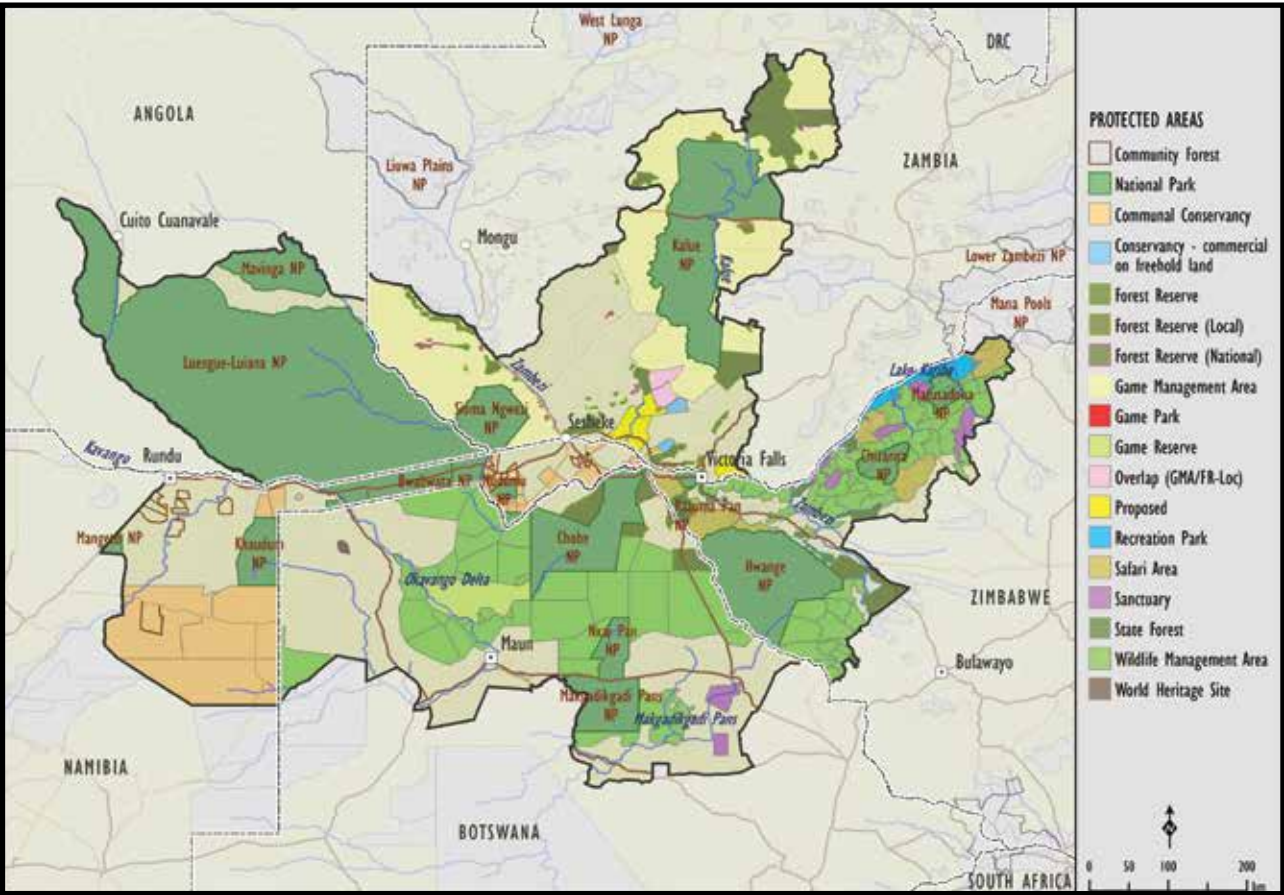 West Lunga
NP
DRC
ANGOLA
ZAMBIA
Liuwa Plains
NP
Cuito Cuanavale
Mongu
Mavinga NP
Kafue
NP
Kafue
Lower Zambezi NP
Mana Pools
NP
Luengue-Luiana NP
Zambezi
Lake Kariba
Matusadona
NP
Sioma Ngwezi
NP
Sesheke
Kavango
Rundu
Victoria Falls
Chizarira
NP
Bwabwata NP
Mudumu
NP
Kazuma Pan
NP
Zambezi
Mangetti NP
Khaudum
NP
Chobe
NP
Hwange
NP
Okavango Delta
ZIMBABWE
Nxai Pan
NP
Maun
Bulawayo
Makgadikgadi Pans
NP
Makgadikgadi Pans
NAMIBIA
BOTSWANA
SOUTH AFRICA
PROTECTED AREAS
Community Forest
National Park
Communal Conservancy
Conservancy - commercial
on freehold land
Forest Reserve
Forest Reserve (Local)
Forest Reserve (National)
Game Management Area
Game Park
Game Reserve
Overlap (GMA/FR-Loc)
Proposed
Recreation Park
Safari Area
Sanctuary
State Forest
Wildlife Management Area
World Heritage Site
N
0 50 100 200
km